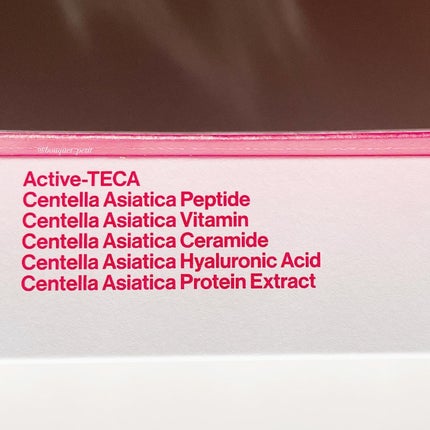 @bouquet_petit
Active-TECA
Centella Asiatica Peptide
Centella Asiatica Vitamin
Centella Asiatica Ceramide
Centella Asiatica Hyaluronic Acid
Centella Asiatica Protein Extract